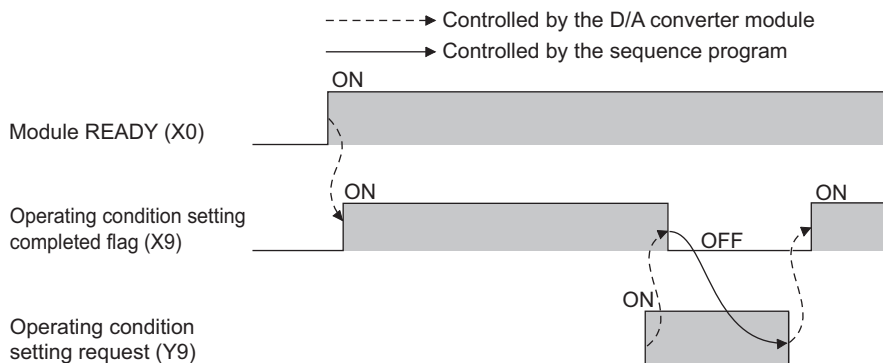 Controlled by the D/A converter module
Controlled by the sequence program
ON
Module READY (X0)
ON
ON
Operating condition setting
completed flag (X9)
OFF
ON
Operating condition
setting request (Y9)